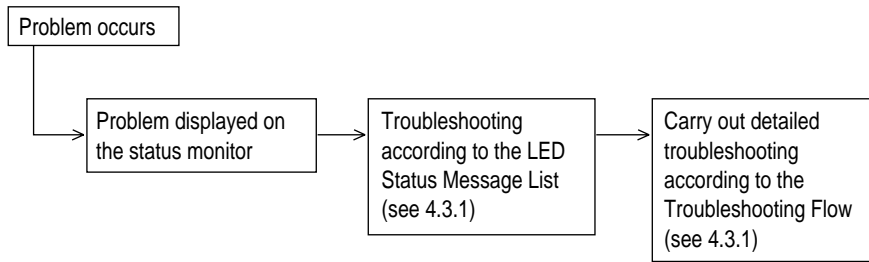 Problem occurs
Problem displayed on
the status monitor
Troubleshooting
according to the LED
Status Message List
(see 4.3.1)
Carry out detailed
troubleshooting
according to the
Troubleshooting Flow
(see 4.3.1)